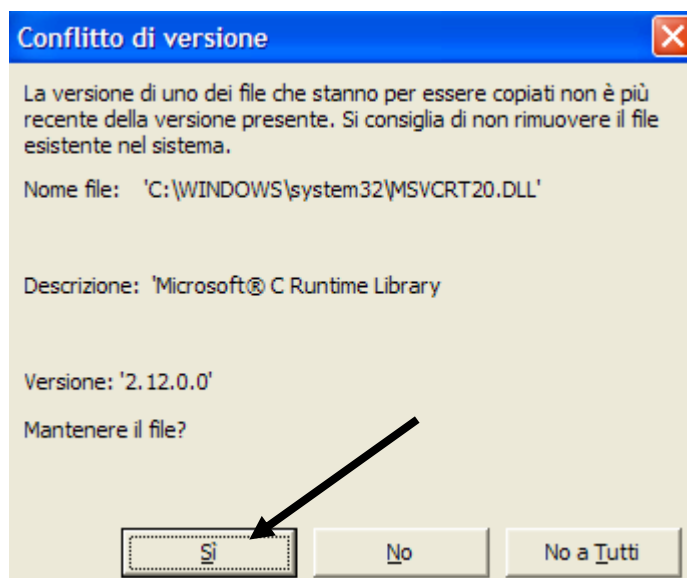 Conflitto di versione
La versione di uno dei file che stanno per essere copiati non è più
recente della versione presente. Si consiglia di non rimuovere il file
esistente nel sistema.
Nome file: 'C:\WINDOWS\system32\MSVCRT20.DLL'
Descrizione: 'Microsoft® C Runtime Library
Versione: '2.12.0.0'
Mantenere il file?
Sì No No a Tutti